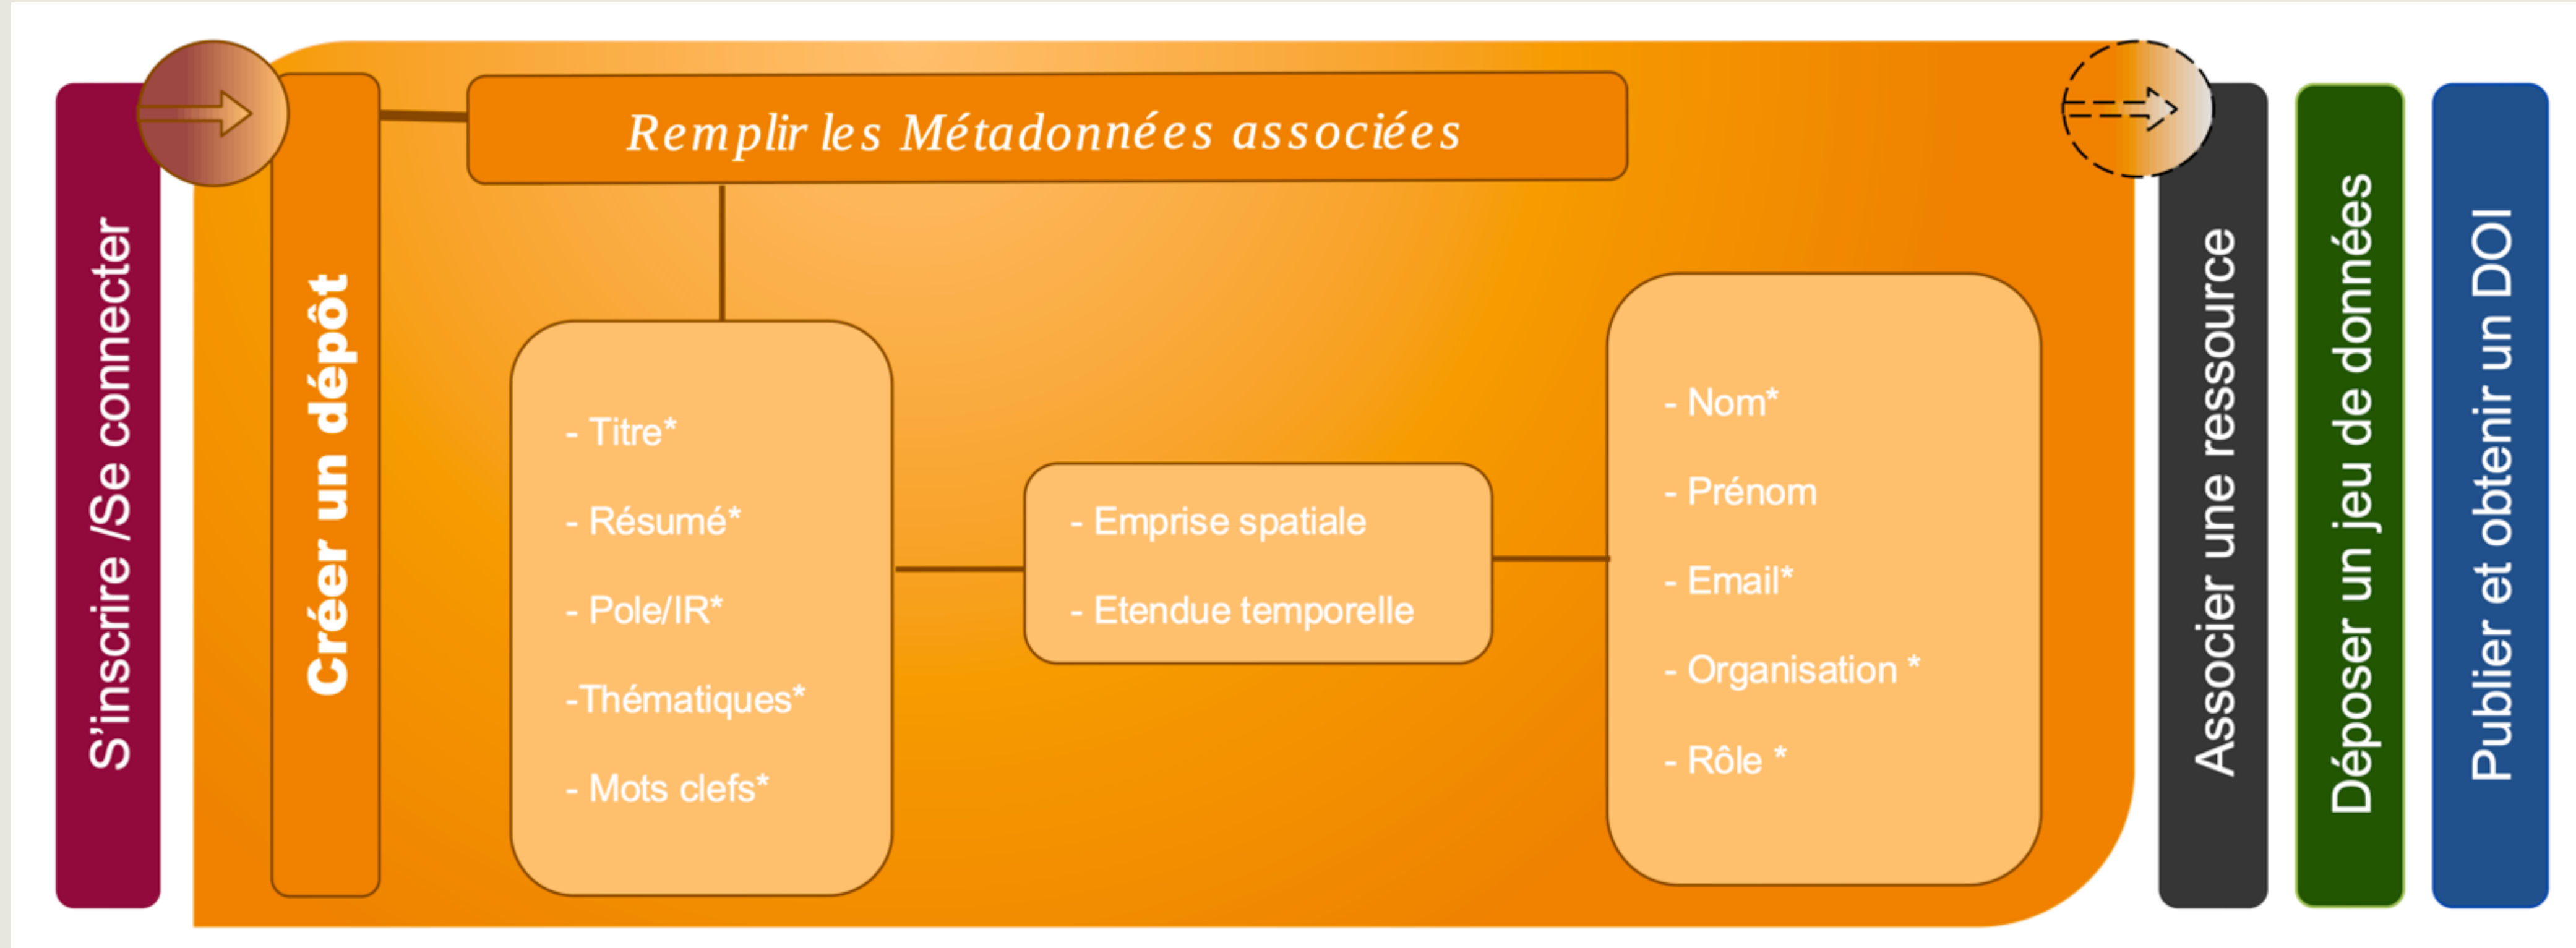 S'inscrire /Se connecter
Créer un dépôt
Remplir les Métadonnées associées
- Titre*
- Résumé*
- Pole/IR*
-Thématiques*
- Mots clefs*
- Emprise spatiale
- Etendue temporelle
- Nom*
- Prénom
- Email*
- Organisation *
- Rôle *
Associer une ressource
Déposer un jeu de données
Publier et obtenir un DOI